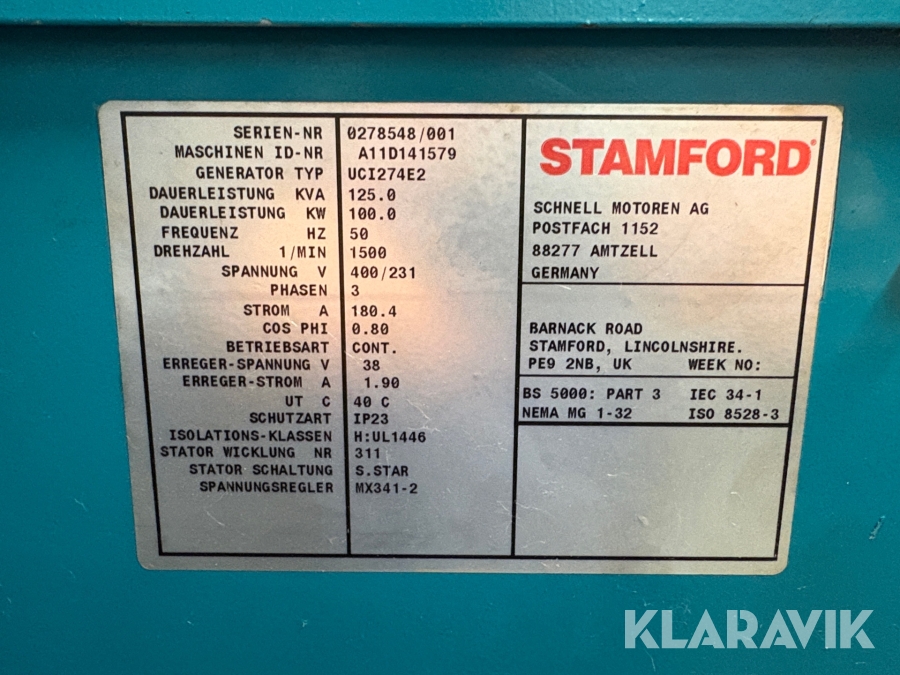 SERIEN-NR 0278548/001
MASCHINEN ID-NR A11D141579
GENERATOR TYP UCI274E2
DAUERLEISTUNG KVA 125.0
DAUERLEISTUNG KW 100.0
FREQUENZ HZ 50
DREHZAHL 1/MIN 1500
SPANNUNG V 400/231
PHASEN 3
STROM A 180.4
COS PHI 0.80
BETRIEBSART CONT.
ERREGER-SPANNUNG V 38
ERREGER-STROM A 1.90
UT C 40 C
SCHUTZART IP23
ISOLATIONS-KLASSEN H:UL1446
STATOR WICKLUNG NR 311
STATOR SCHALTUNG S.STAR
SPANNUNGSREGLER MX341-2
STAMFORD
SCHNELL MOTOREN AG
POSTFACH 1152
88277 AMTZELL
GERMANY
BARNACK ROAD
STAMFORD, LINCOLNSHIRE.
PE9 2NB, UK WEEK NO:
BS 5000: PART 3 IEC 34-1
NEMA MG 1-32 ISO 8528-3
KLARAVIK